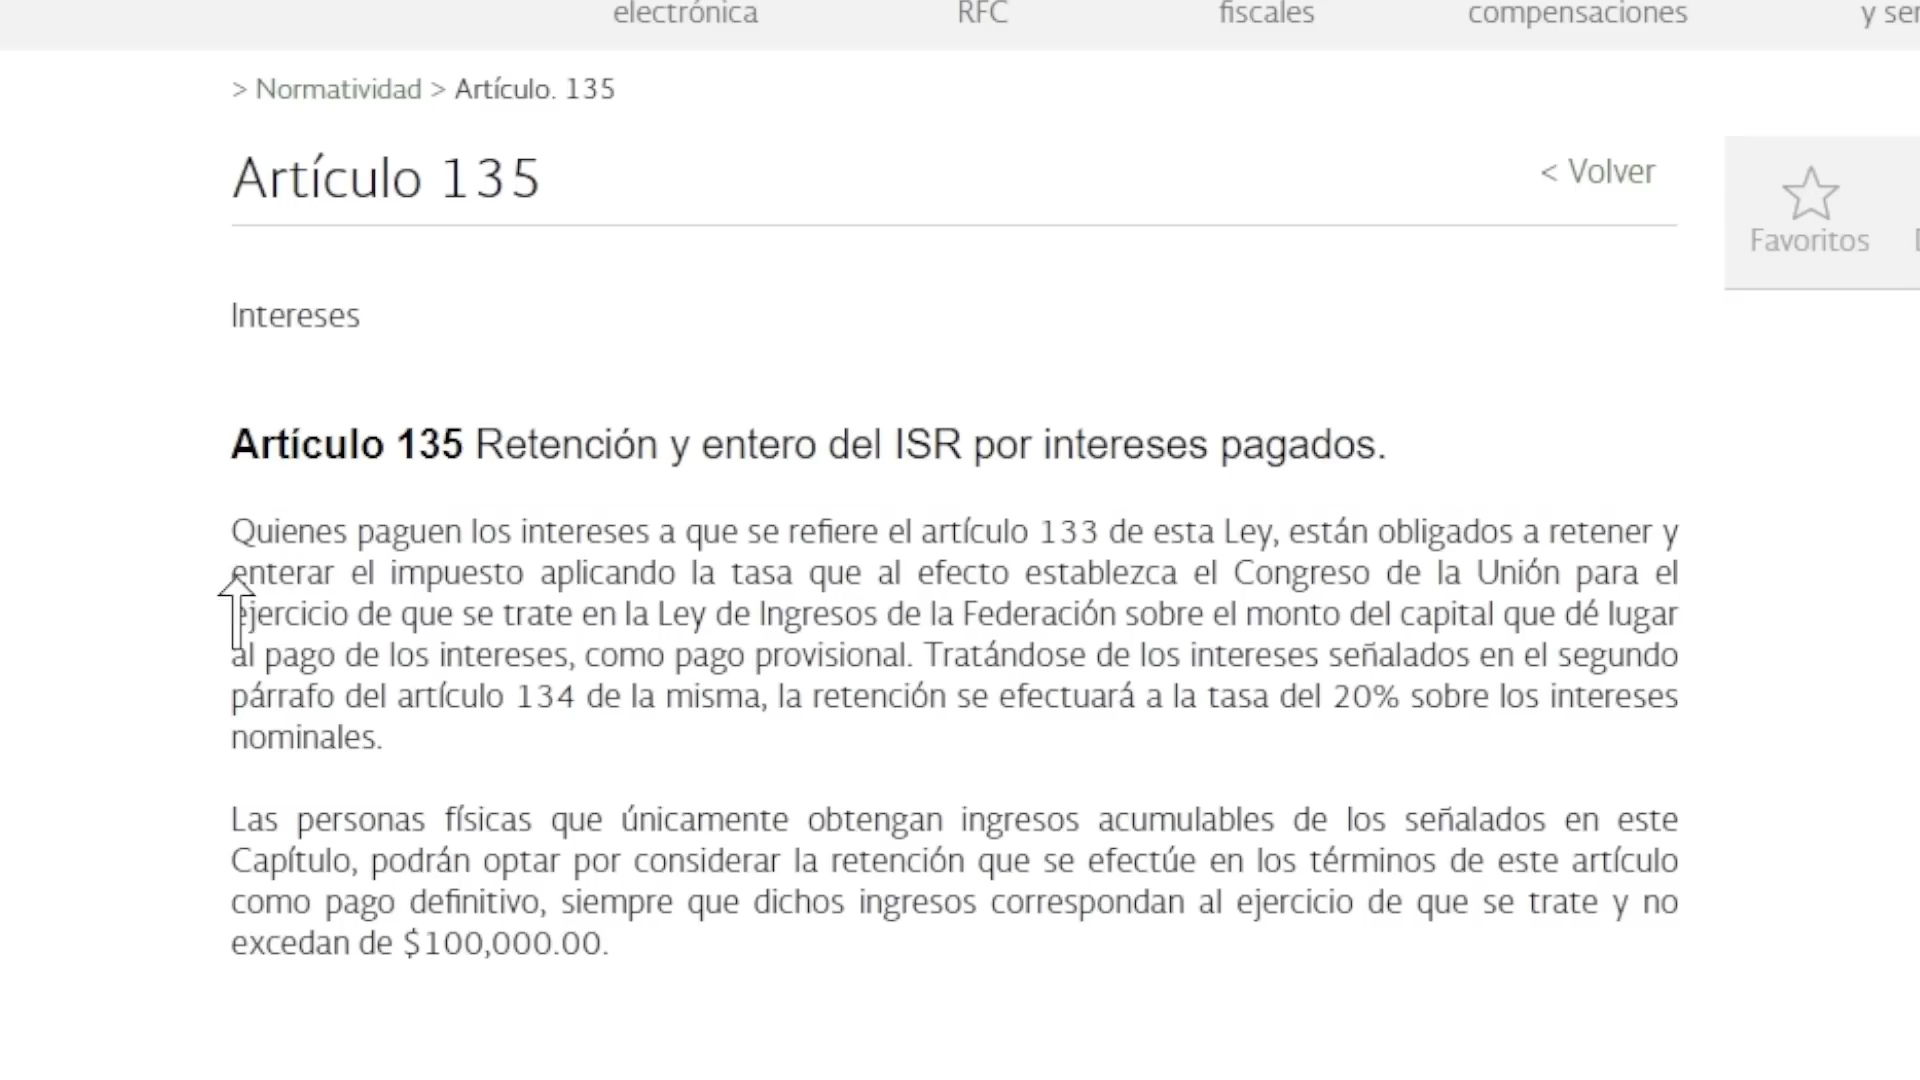 electrónica RFC fiscales compensaciones y
> Normatividad > Artículo. 135
Artículo 135
< Volver
Favoritos
Intereses
Artículo 135 Retención y entero del ISR por intereses pagados.
Quienes paguen los intereses a que se refiere el artículo 133 de esta Ley, están obligados a retener y
enterar el impuesto aplicando la tasa que al efecto establezca el Congreso de la Unión para el
ejercicio de que se trate en la Ley de Ingresos de la Federación sobre el monto del capital que dé lugar
al pago de los intereses, como pago provisional. Tratándose de los intereses señalados en el segundo
párrafo del artículo 134 de la misma, la retención se efectuará a la tasa del 20% sobre los intereses
nominales.
Las personas físicas que únicamente obtengan ingresos acumulables de los señalados en este
Capítulo, podrán optar por considerar la retención que se efectúe en los términos de este artículo
como pago definitivo, siempre que dichos ingresos correspondan al ejercicio de que se trate y no
excedan de $100,000.00.